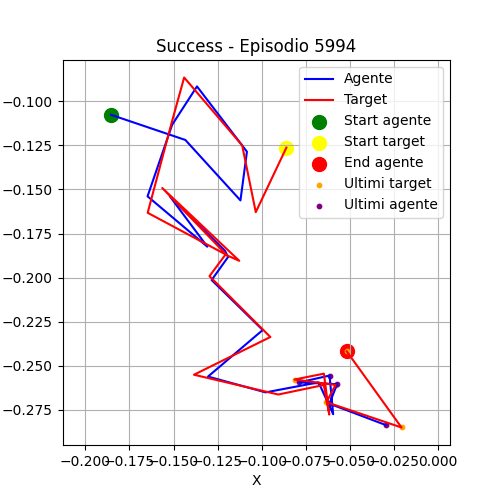 Success - Episodio 5994
Agente
Target
Start agente
Start target
End agente
Ultimi target
Ultimi agente
−0.100
−0.125
−0.150
−0.175
−0.200
−0.225
−0.250
−0.275
−0.200 −0.175 −0.150 −0.125 −0.100 −0.075 −0.050 −0.025 0.000
X